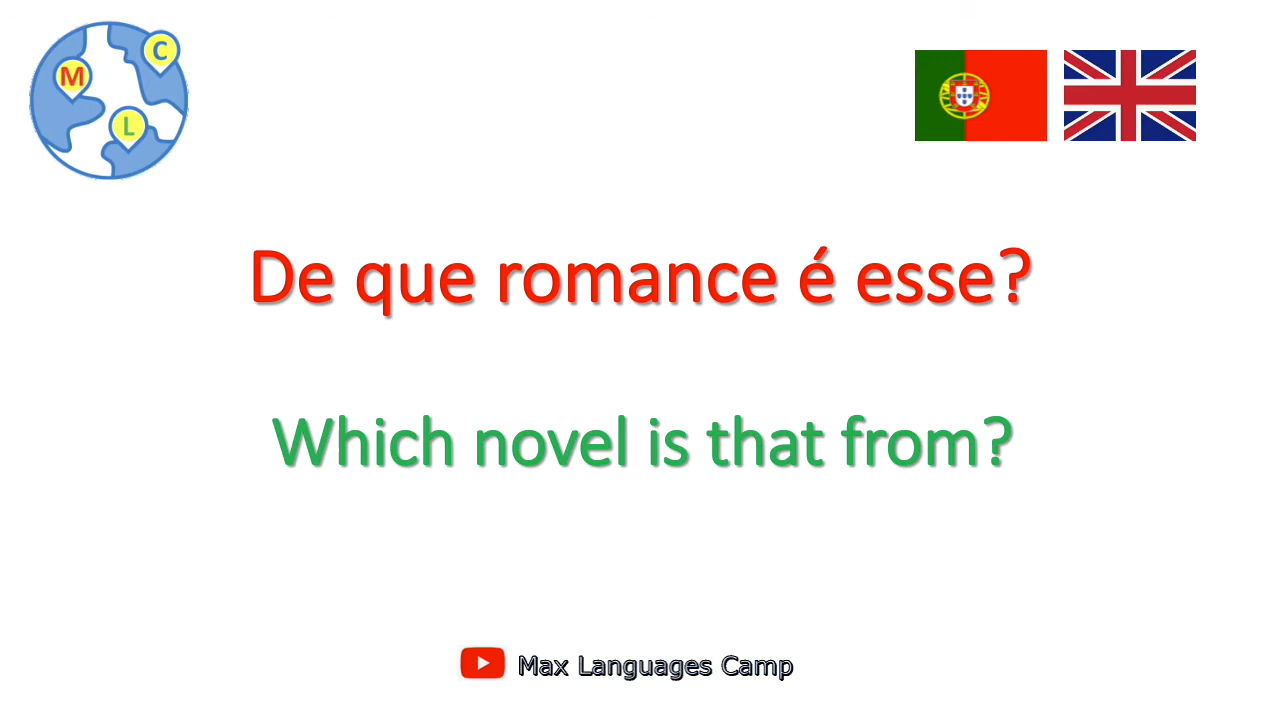 M
C
L
De que romance é esse?
Which novel is that from?
Max Languages Camp